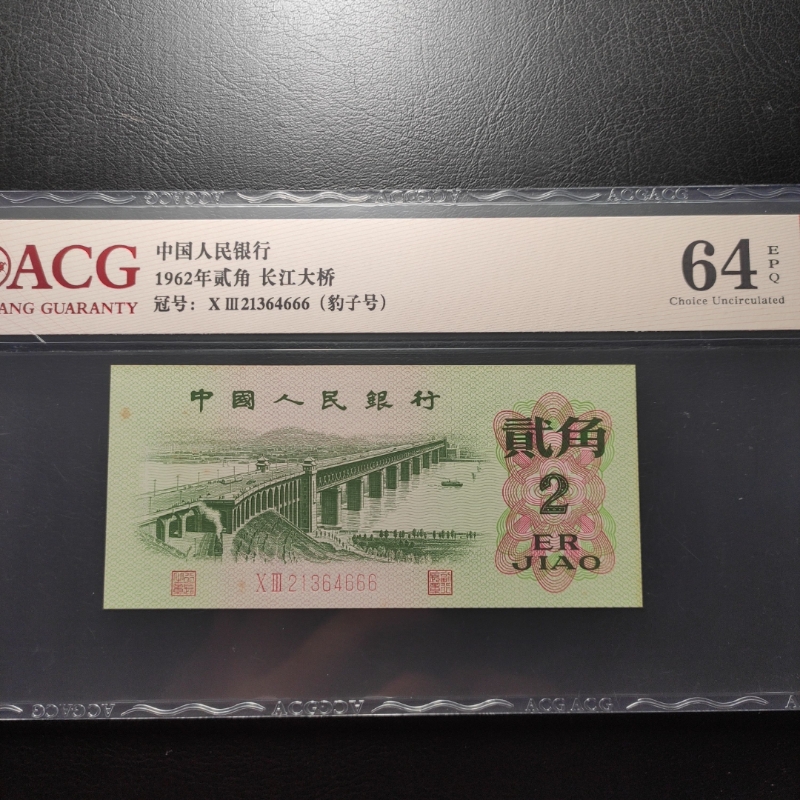 ACG
ANG GUARANTY
中国人民银行
1962年贰角 长江大桥
冠号：XⅢ21364666（豹子号）
64
EPQ
Choice Uncirculated
中國人民銀行
貳角
2
ER
JIAO
XⅢ21364666